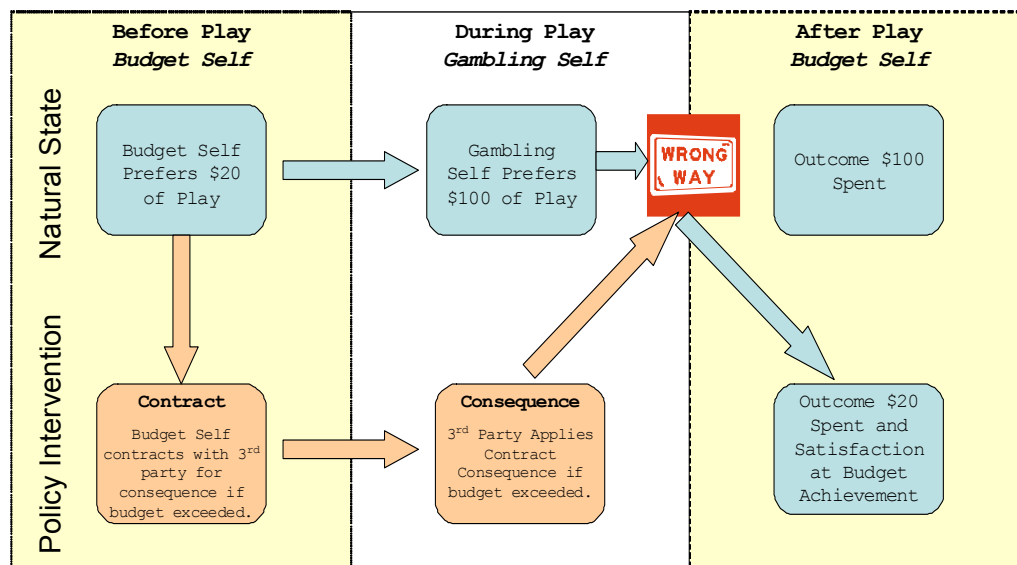 Before Play
Budget Self
During Play
Gambling Self
After Play
Budget Self
Natural State
Budget Self
Prefers $20
of Play
Gambling
Self Prefers
$100 of Play
WRONG
WAY
Outcome $100
Spent
Policy Intervention
Contract
Budget Self
contracts with 3rd
party for
consequence if
budget exceeded.
Consequence
3rd Party Applies
Contract
Consequence if
budget exceeded.
Outcome $20
Spent and
Satisfaction
at Budget
Achievement